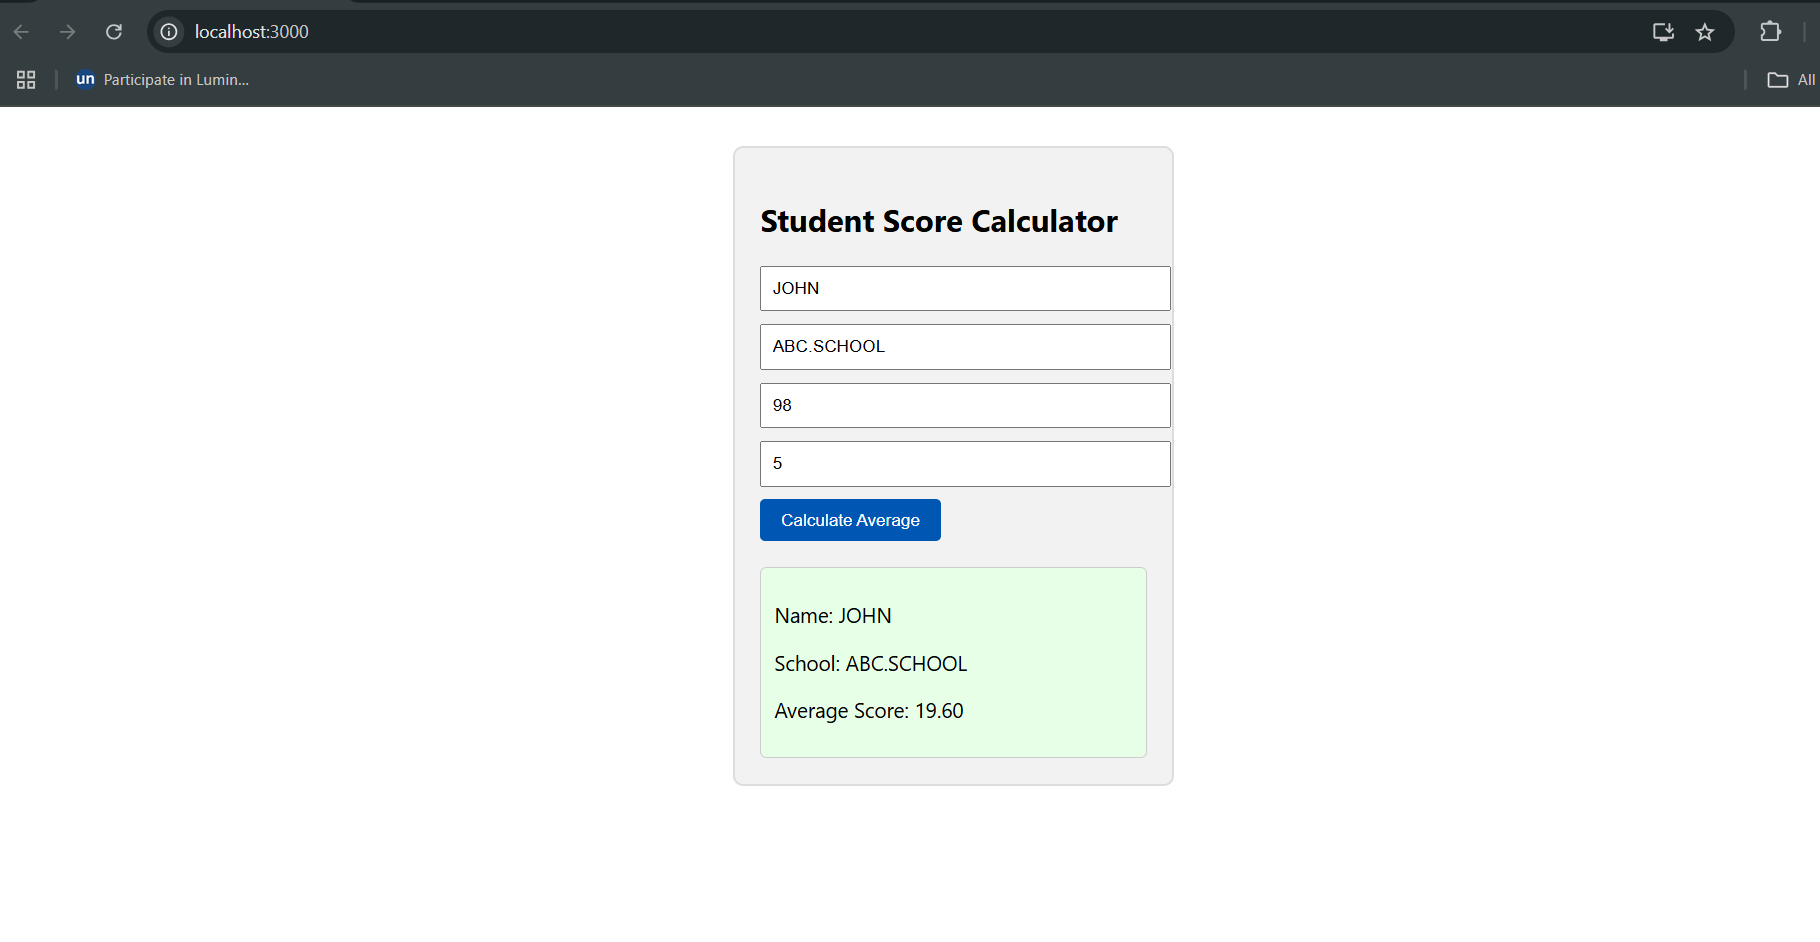 localhost:3000
un Participate in Lumin...
All
Student Score Calculator
JOHN
ABC.SCHOOL
98
5
Calculate Average
Name: JOHN
School: ABC.SCHOOL
Average Score: 19.60